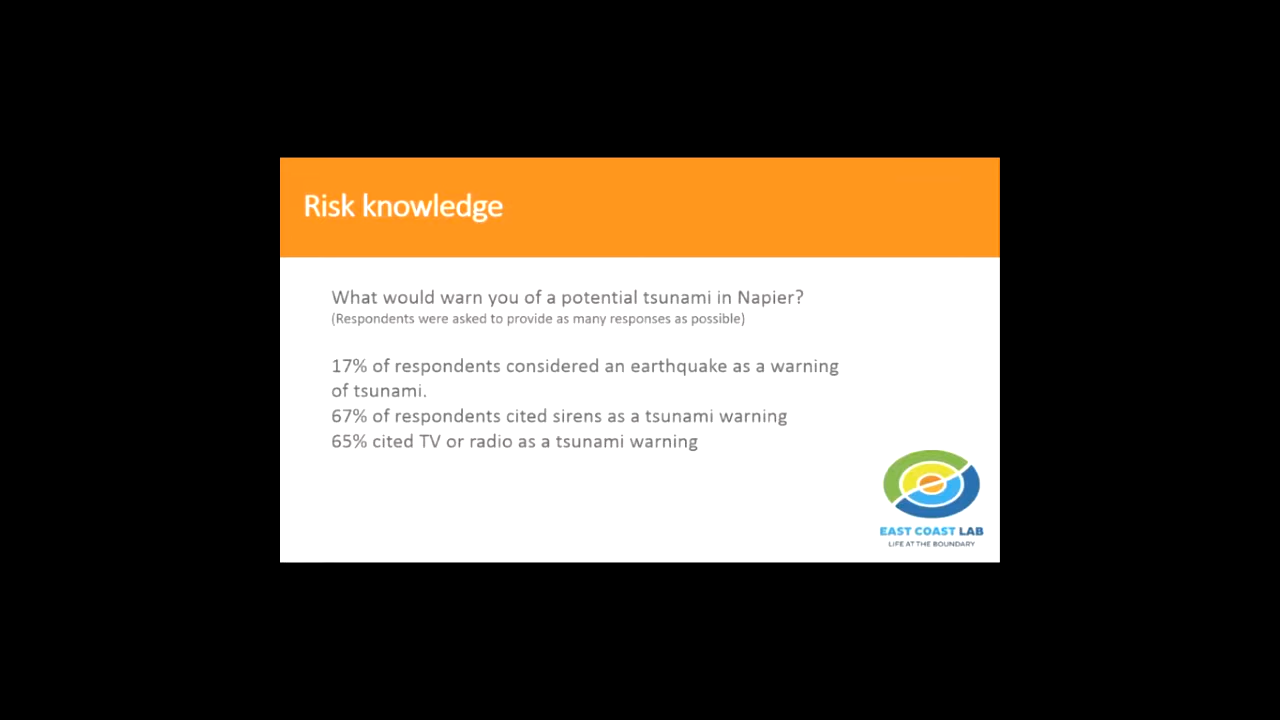 Risk knowledge
What would warn you of a potential tsunami in Napier?
(Respondents were asked to provide as many responses as possible)
17% of respondents considered an earthquake as a warning
of tsunami.
67% of respondents cited sirens as a tsunami warning
65% cited TV or radio as a tsunami warning
EAST COAST LAB
LIFE AT THE BOUNDARY